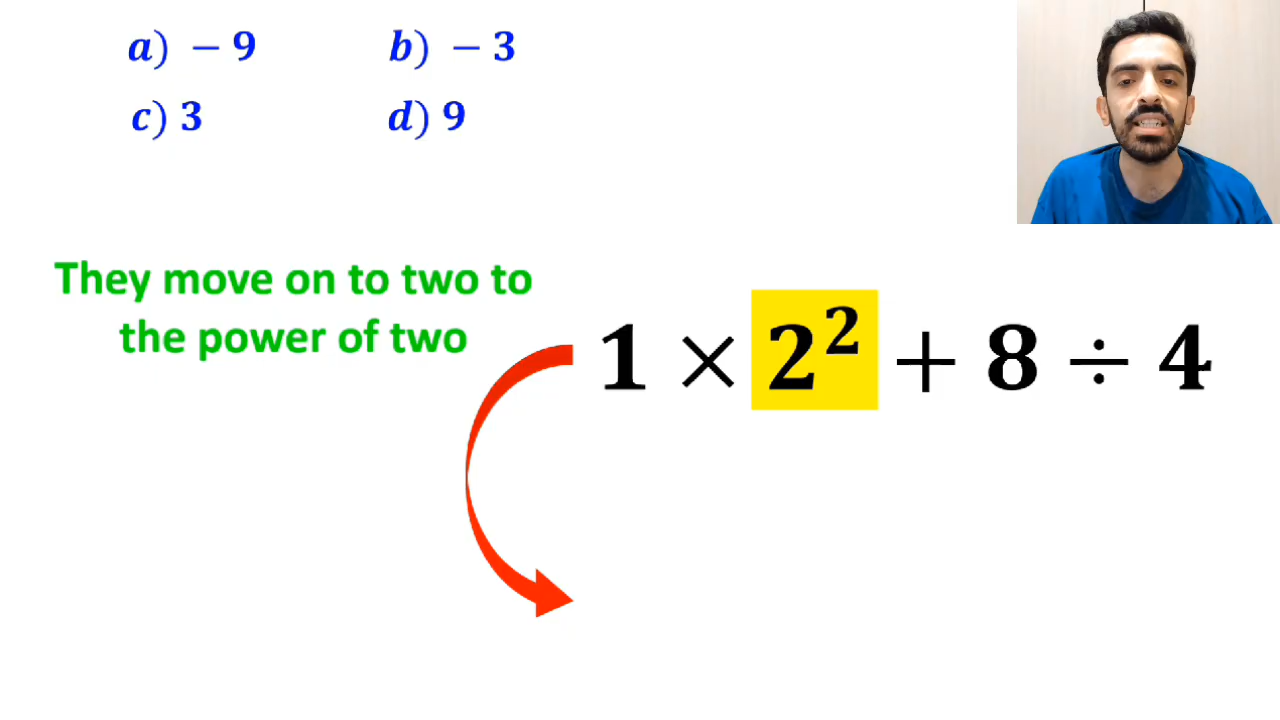 a) − 9 b) − 3
c) 3 d) 9
They move on to two to
the power of two
1 × 2² + 8 ÷ 4